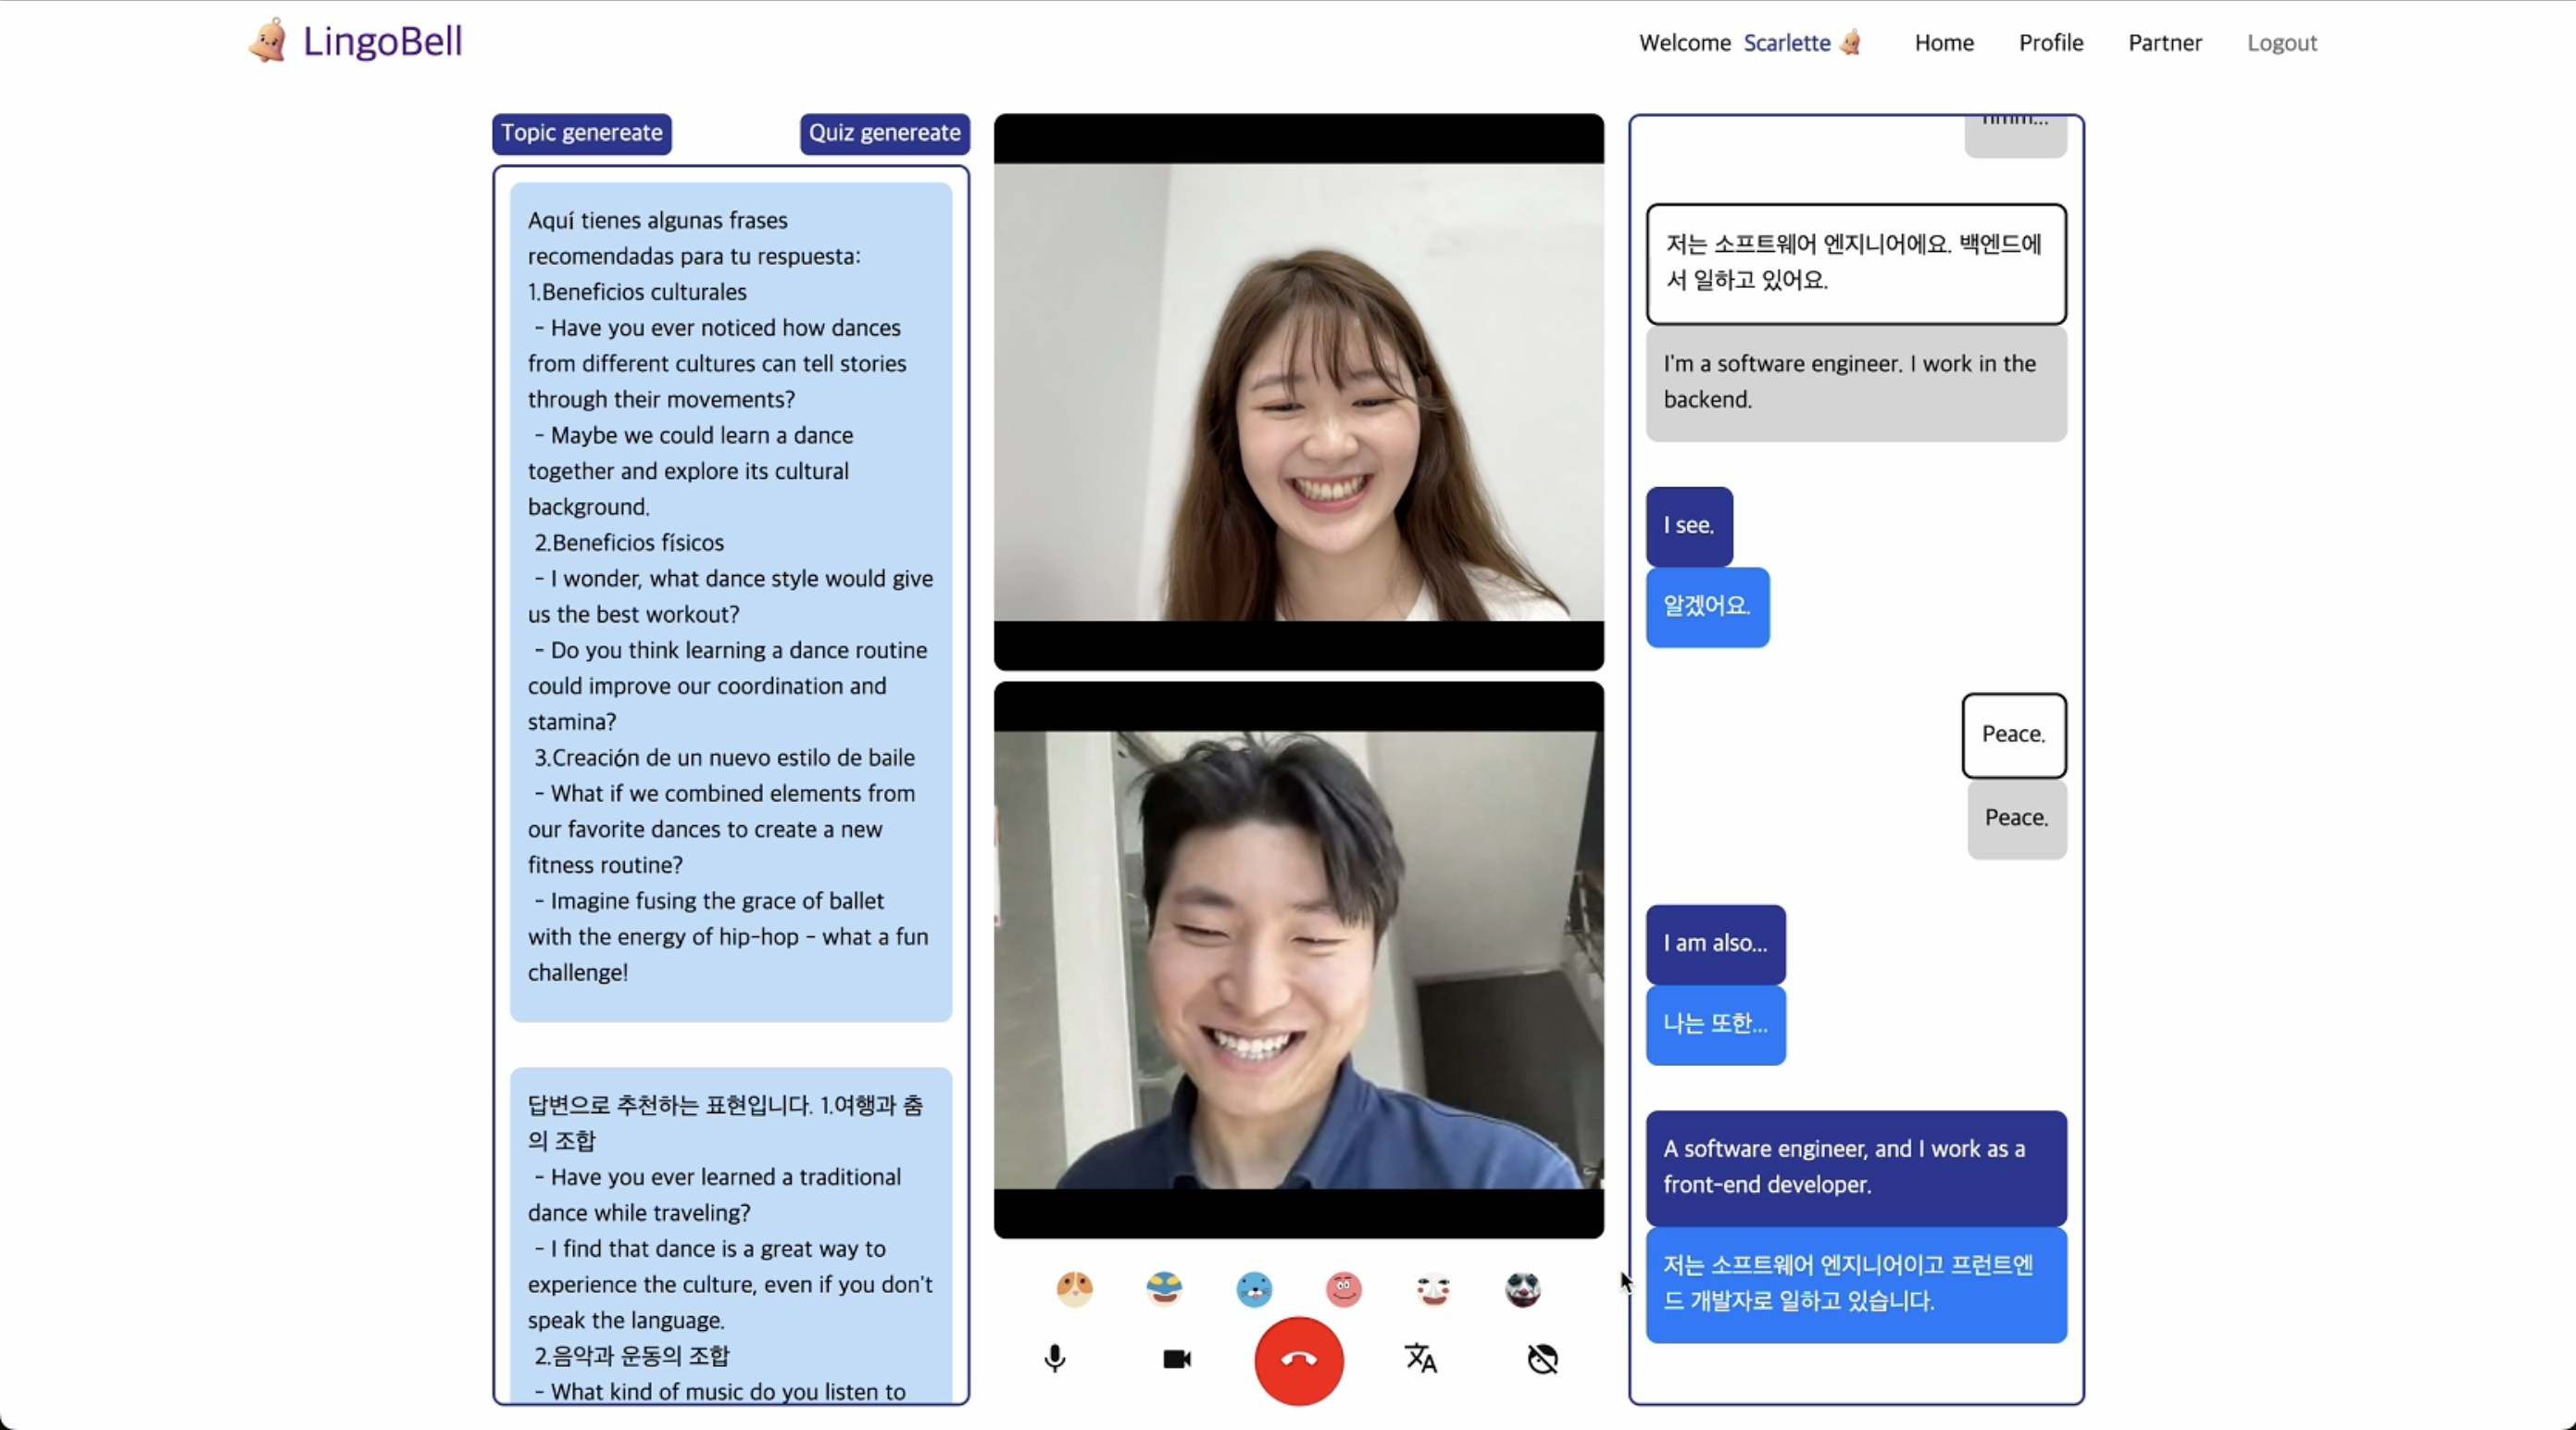 LingoBell
Welcome Scarlette
Home
Profile
Partner
Logout
Topic genereate
Quiz genereate
Aquí tienes algunas frases
recomendadas para tu respuesta:
1.Beneficios culturales
- Have you ever noticed how dances
from different cultures can tell stories
through their movements?
- Maybe we could learn a dance
together and explore its cultural
background.
2.Beneficios físicos
- I wonder, what dance style would give
us the best workout?
- Do you think learning a dance routine
could improve our coordination and
stamina?
3.Creación de un nuevo estilo de baile
- What if we combined elements from
our favorite dances to create a new
fitness routine?
- Imagine fusing the grace of ballet
with the energy of hip-hop - what a fun
challenge!
답변으로 추천하는 표현입니다. 1.여행과 춤
의 조합
- Have you ever learned a traditional
dance while traveling?
- I find that dance is a great way to
experience the culture, even if you don't
speak the language.
2.음악과 운동의 조합
- What kind of music do you listen to
저는 소프트웨어 엔지니어에요. 백엔드에
서 일하고 있어요.
I'm a software engineer. I work in the
backend.
I see.
알겠어요.
Peace.
Peace.
I am also...
나는 또한...
A software engineer, and I work as a
front-end developer.
저는 소프트웨어 엔지니어이고 프런트엔
드 개발자로 일하고 있습니다.